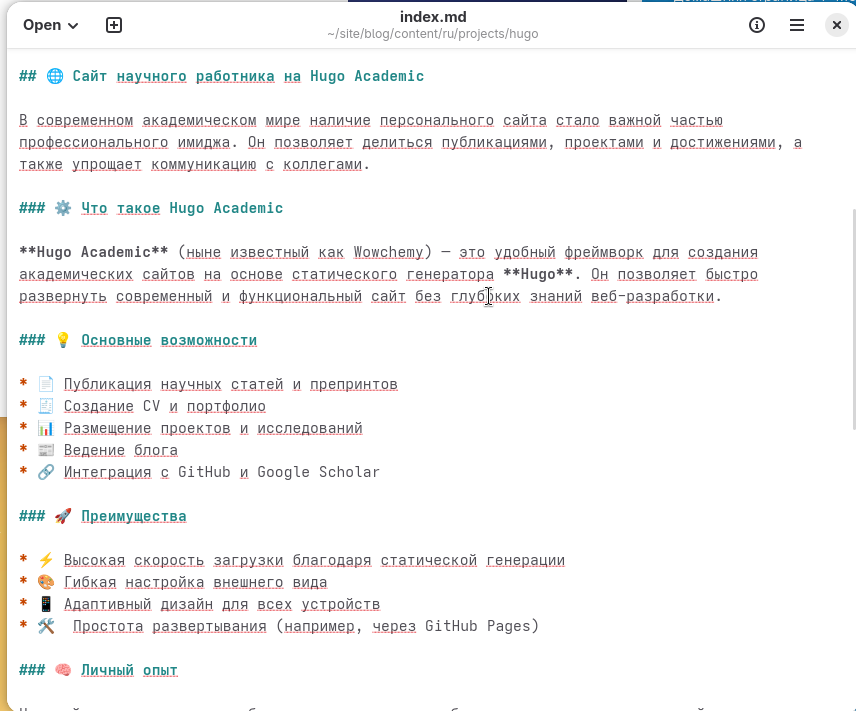 Open
index.md
~/site/blog/content/ru/projects/hugo
## 🌐 Сайт научного работника на Hugo Academic
В современном академическом мире наличие персонального сайта стало важной частью
профессионального имиджа. Он позволяет делиться публикациями, проектами и достижениями, а
также упрощает коммуникацию с коллегами.
### ⚙️ Что такое Hugo Academic
**Hugo Academic** (ныне известный как Wowchemy) — это удобный фреймворк для создания
академических сайтов на основе статического генератора **Hugo**. Он позволяет быстро
развернуть современный и функциональный сайт без глубоких знаний веб-разработки.
### 💡 Основные возможности
* 📄 Публикация научных статей и препринтов
* 🧾 Создание CV и портфолио
* 📊 Размещение проектов и исследований
* 📰 Ведение блога
* 🔗 Интеграция с GitHub и Google Scholar
### 🚀 Преимущества
* ⚡ Высокая скорость загрузки благодаря статической генерации
* 🎨 Гибкая настройка внешнего вида
* 📱 Адаптивный дизайн для всех устройств
* 🛠️ Простота развертывания (например, через GitHub Pages)
### 🧠 Личный опыт